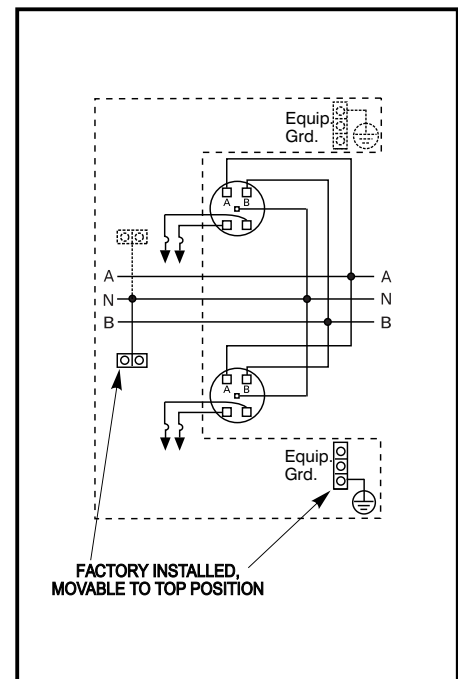 Equip.
Grd.
A B
A A
N N
B B
A B
Equip.
Grd.
FACTORY INSTALLED,
MOVABLE TO TOP POSITION